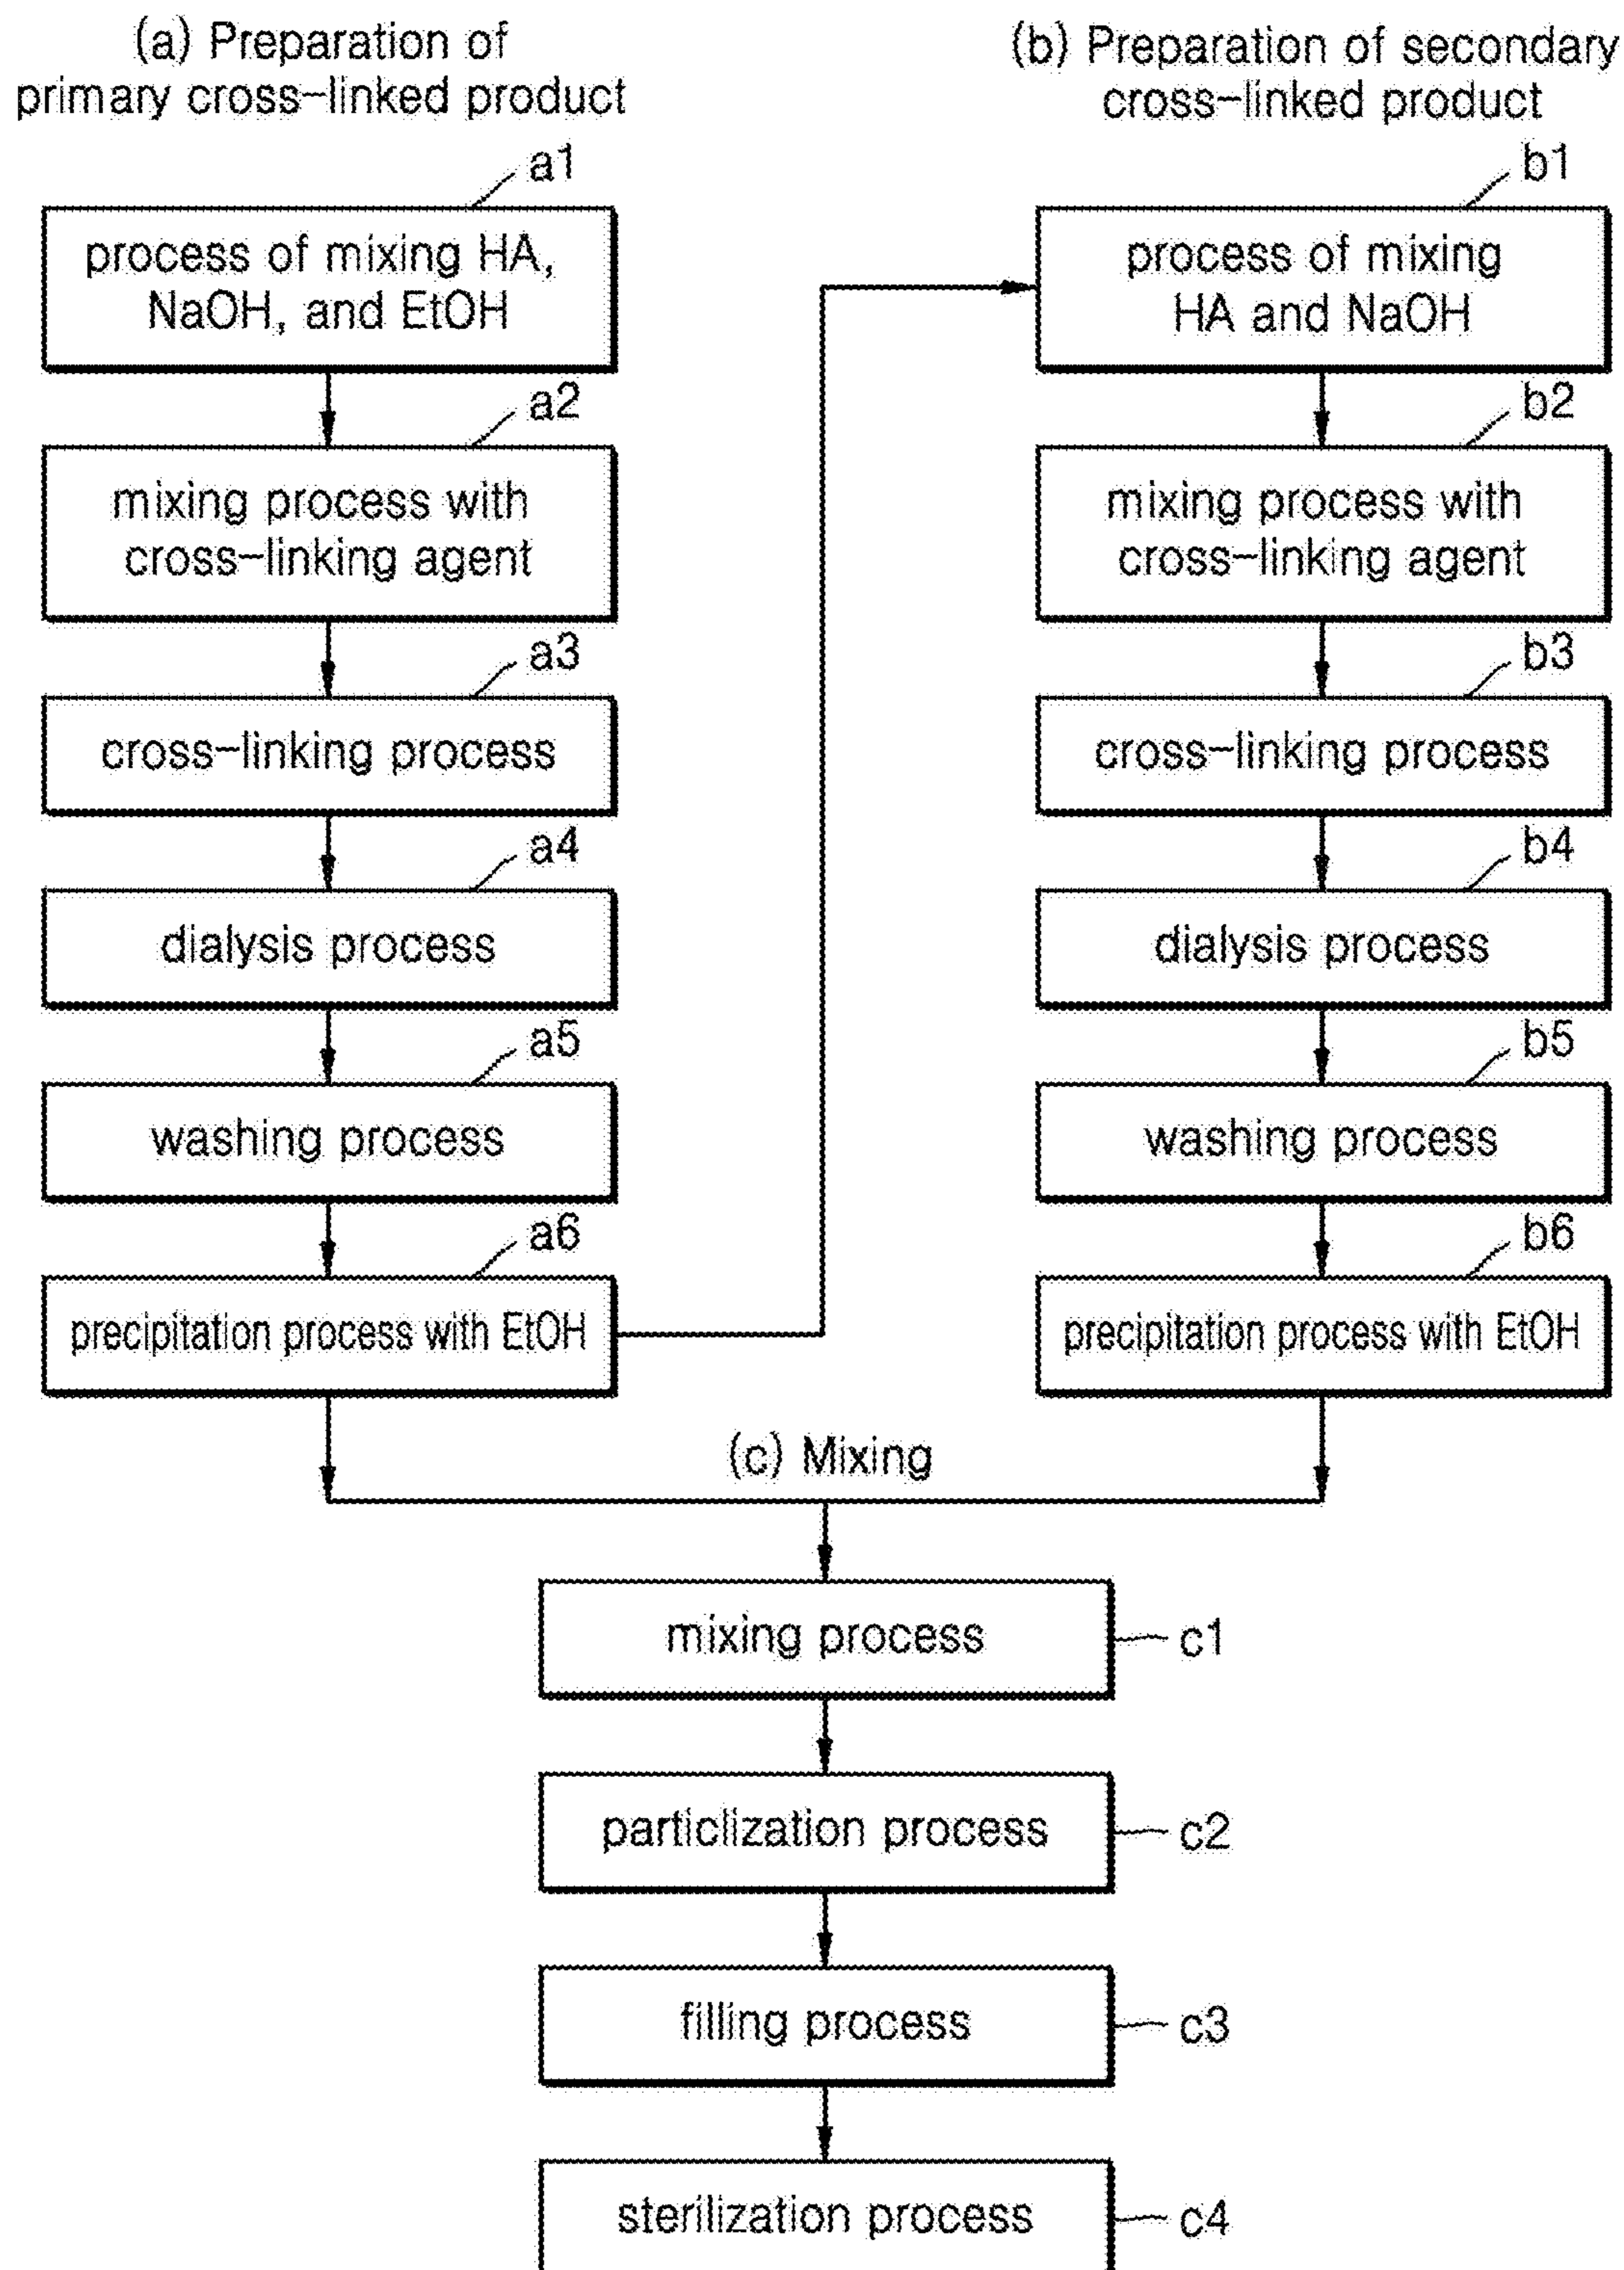 (a) Preparation of
primary cross-linked product
a1
process of mixing HA,
NaOH, and EtOH
a2
mixing process with
cross-linking agent
a3
cross-linking process
a4
dialysis process
a5
washing process
a6
precipitation process with EtOH
(b) Preparation of secondary
cross-linked product
b1
process of mixing
HA and NaOH
b2
mixing process with
cross-linking agent
b3
cross-linking process
b4
dialysis process
b5
washing process
b6
precipitation process with EtOH
(c) Mixing
mixing process
c1
particlization process
c2
filling process
c3
sterilization process
c4